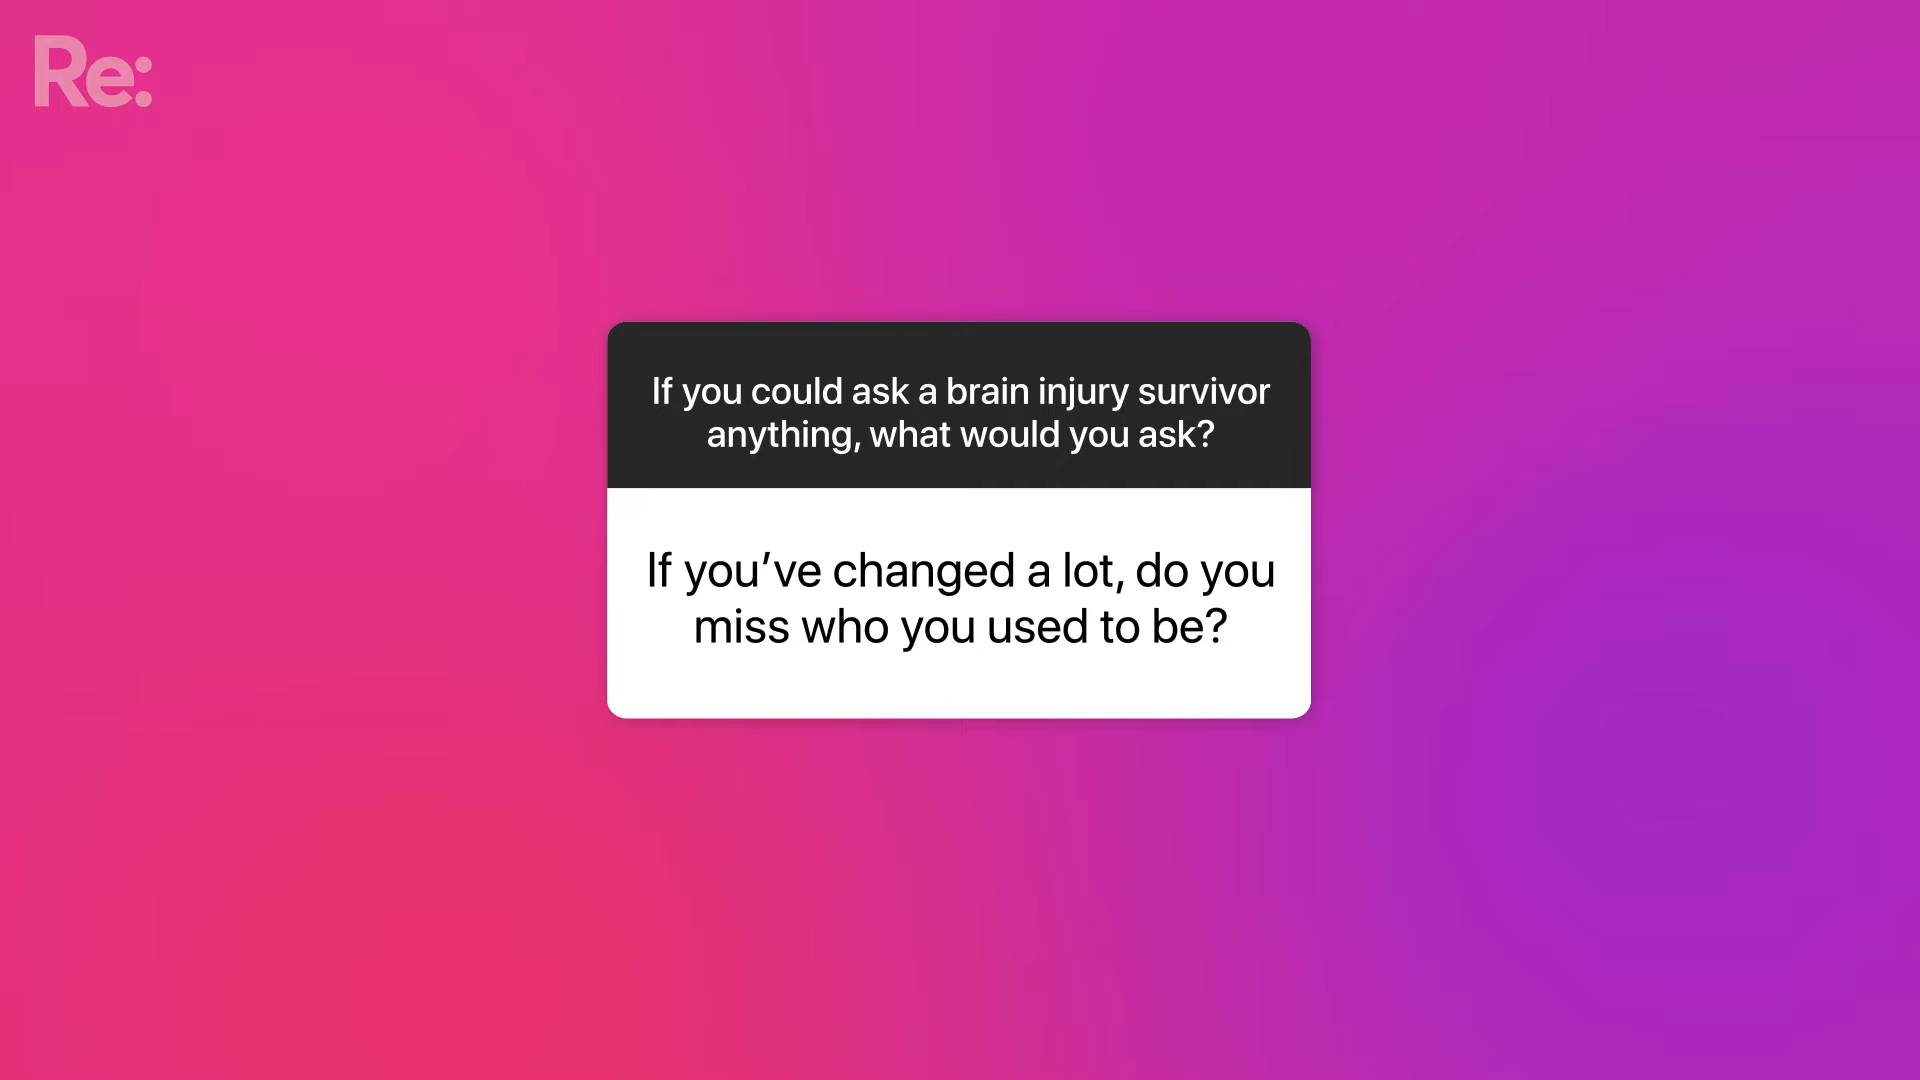 Re:
If you could ask a brain injury survivor
anything, what would you ask?
If you’ve changed a lot, do you
miss who you used to be?